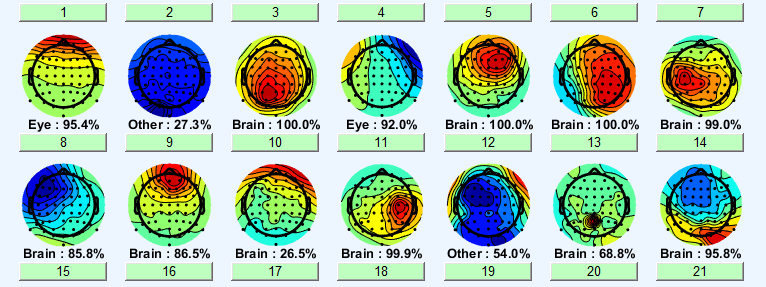 1 2 3 4 5 6 7
Eye : 95.4% Other : 27.3% Brain : 100.0% Eye : 92.0% Brain : 100.0% Brain : 100.0% Brain : 99.0%
8 9 10 11 12 13 14
Brain : 85.8% Brain : 86.5% Brain : 26.5% Brain : 99.9% Other : 54.0% Brain : 68.8% Brain : 95.8%
15 16 17 18 19 20 21